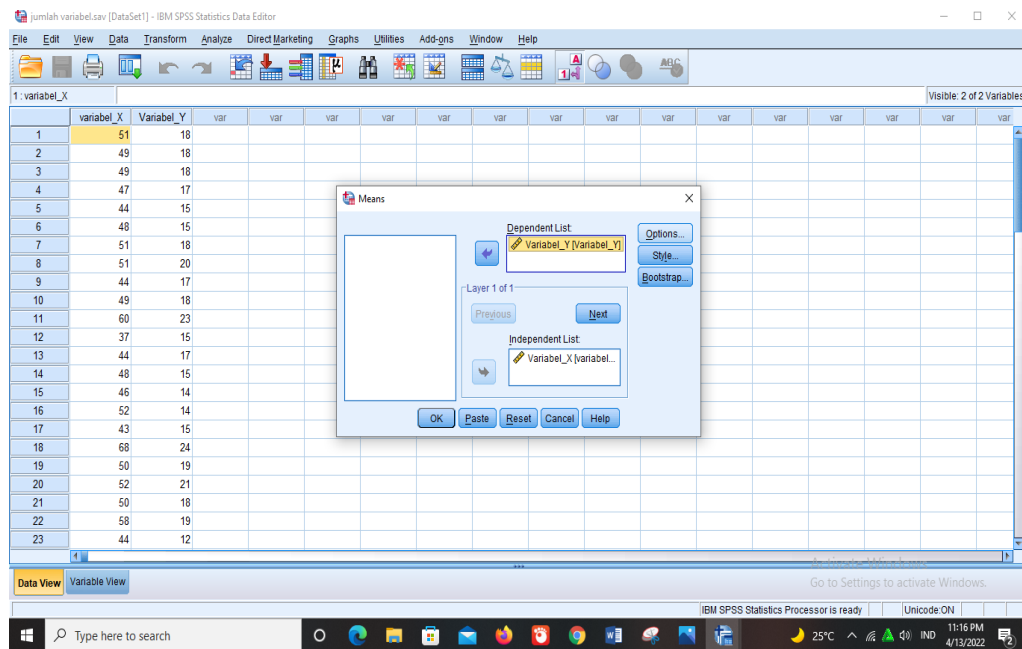 jumlah variabel.sav [DataSet1] - IBM SPSS Statistics Data Editor
File Edit View Data Transform Analyze Direct Marketing Graphs Utilities Add-ons Window Help
1 : variabel_X
Visible: 2 of 2 Variables
variabel_X Variabel_Y var var var var var var var var var var var var var var var
1 51 18
2 49 18
3 49 18
4 47 17
5 44 15
6 48 15
7 51 18
8 51 20
9 44 17
10 49 18
11 60 23
12 37 15
13 44 17
14 48 15
15 46 14
16 52 14
17 43 15
18 68 24
19 50 19
20 52 21
21 50 18
22 58 19
23 44 12
Means
Dependent List:
Variabel_Y [Variabel_Y]
Options...
Style...
Bootstrap...
Layer 1 of 1
Previous Next
Independent List:
Variabel_X [variabel...
OK Paste Reset Cancel Help
Activate Windows
Go to Settings to activate Windows.
Data View Variable View
IBM SPSS Statistics Processor is ready Unicode:ON
Type here to search
25°C IND 11:16 PM
4/13/2022
2